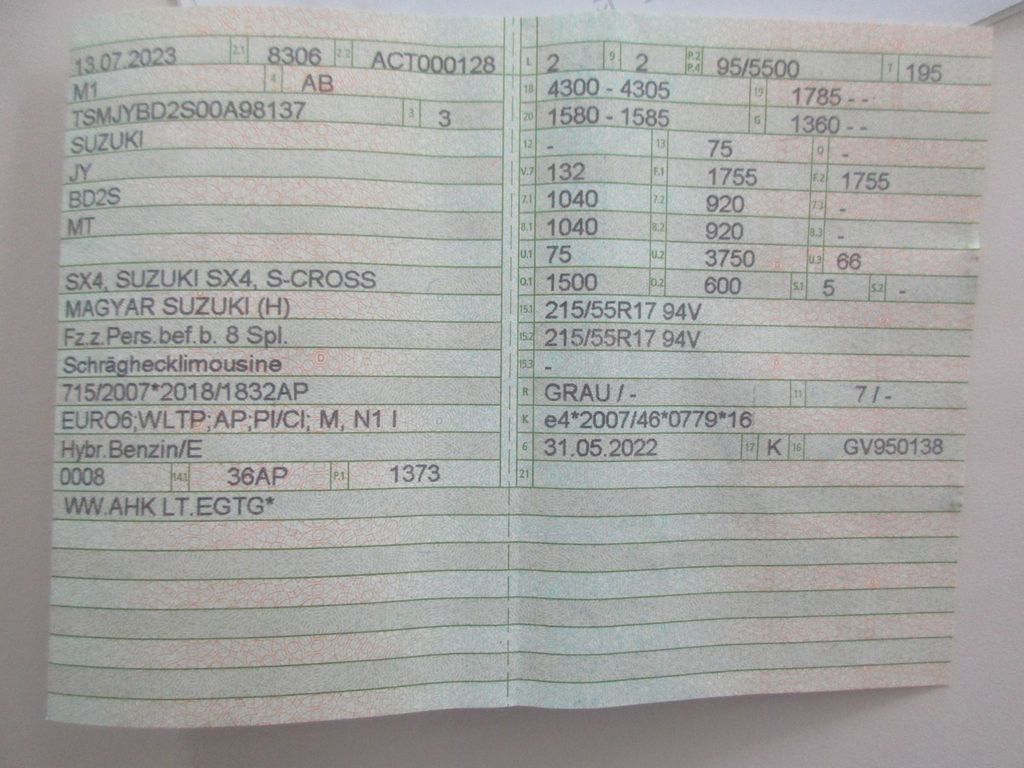 13.07.2023 2.1 8306 2.2 ACT000128
M1 4 AB
TSMJYBD2S00A98137 3 3
SUZUKI
JY
BD2S
MT
SX4, SUZUKI SX4, S-CROSS
MAGYAR SUZUKI (H)
Fz.z.Pers.bef.b. 8 Spl.
Schräghecklimousine
715/2007*2018/1832AP
EURO6;WLTP;AP;PI/CI; M, N1 I
Hybr.Benzin/E
0008 14.1 36AP P.1 1373
WW.AHK LT.EGTG*
L 2 9 2 P.2 P.4 95/5500 T 195
18 4300 - 4305 19 1785 - -
20 1580 - 1585 G 1360 - -
12 - 13 75 Q -
V.7 132 F.1 1755 F.2 1755
7.1 1040 7.2 920 7.3 -
8.1 1040 8.2 920 8.3 -
U.1 75 U.2 3750 U.3 66
O.1 1500 O.2 600 S.1 5 S.2 -
15.1 215/55R17 94V
15.2 215/55R17 94V
15.3 -
R GRAU / - 11 7 / -
K e4*2007/46*0779*16
6 31.05.2022 17 K 16 GV950138
21